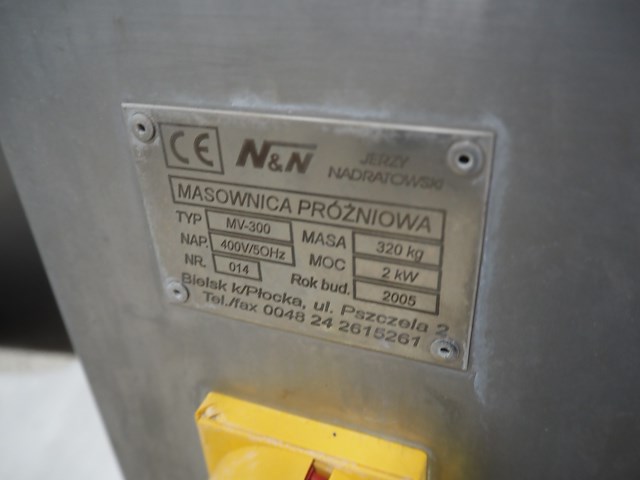 CE N&N JERZY NADRATOWSKI
MASOWNICA PRÓŻNIOWA
TYP MV-300 MASA 320 kg
NAP. 400V/50Hz MOC 2 kW
NR. 014 Rok bud. 2005
Bielsk k/Płocka, ul. Pszczela 2
Tel./fax 0048 24 2615261